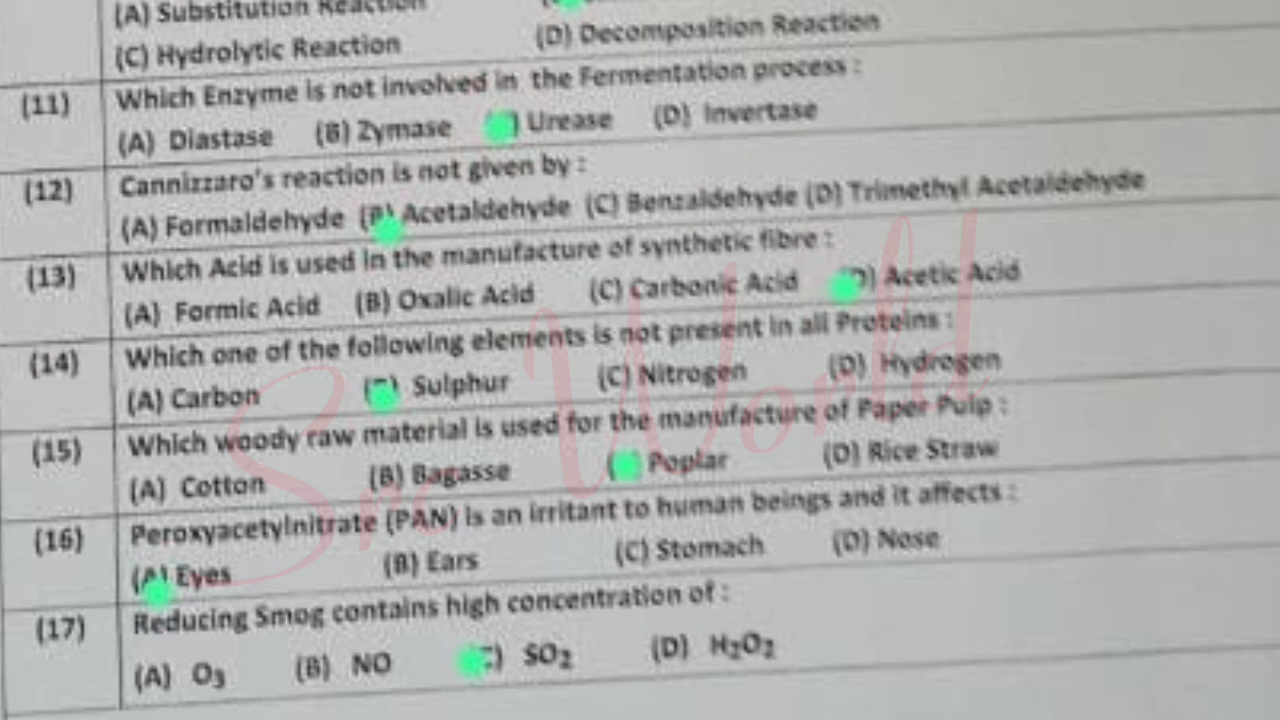 (A) Substitution Reaction
(C) Hydrolytic Reaction (D) Decomposition Reaction
(11) Which Enzyme is not involved in the Fermentation process :
(A) Diastase (B) Zymase ) Urease (D) Invertase
(12) Cannizzaro's reaction is not given by :
(A) Formaldehyde (B) Acetaldehyde (C) Benzaldehyde (D) Trimethyl Acetaldehyde
(13) Which Acid is used in the manufacture of synthetic fibre :
(A) Formic Acid (B) Oxalic Acid (C) Carbonic Acid D) Acetic Acid
(14) Which one of the following elements is not present in all Proteins :
(A) Carbon (B) Sulphur (C) Nitrogen (D) Hydrogen
(15) Which woody raw material is used for the manufacture of Paper Pulp :
(A) Cotton (B) Bagasse ( Poplar (D) Rice Straw
(16) Peroxyacetylnitrate (PAN) is an irritant to human beings and it affects :
(A) Eyes (B) Ears (C) Stomach (D) Nose
(17) Reducing Smog contains high concentration of :
(A) O₃ (B) NO C) SO₂ (D) H₂O₂
Src World